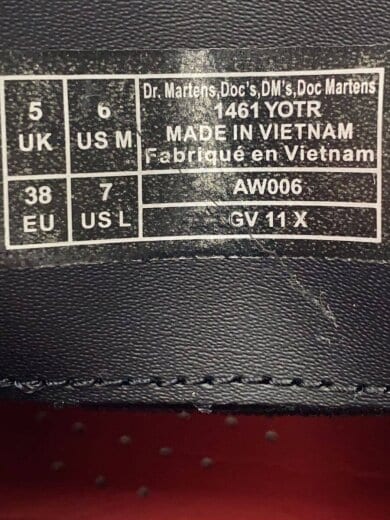 5
UK
6
US M
38
EU
7
US L
Dr. Martens,Doc's,DM's,Doc Martens
1461 YOTR
MADE IN VIETNAM
Fabriqué en Vietnam
AW006
GV 11 X